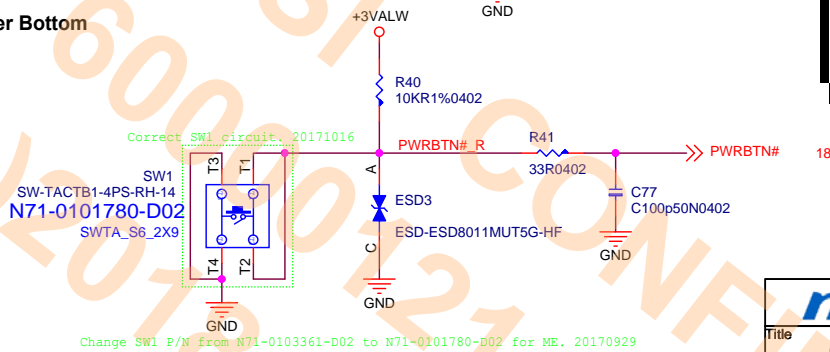 GND
+3VALW
er Bottom
R40
10KR1%0402
Correct SW1 circuit. 20171016
PWRBTN#_R
R41
33R0402
PWRBTN#
18
T3
T1
A
SW1
SW-TACTB1-4PS-RH-14
N71-0101780-D02
SWTA_S6_2X9
ESD3
ESD-ESD8011MUT5G-HF
C77
C100p50N0402
GND
T4
T2
C
GND
GND
Change SW1 P/N from N71-0103361-D02 to N71-0101780-D02 for ME. 20170929
Title
60000121
CONFI